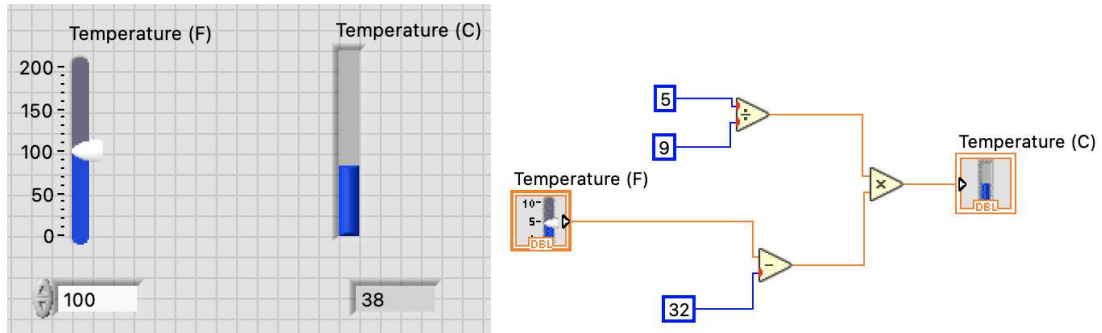 Temperature (F)
200
150
100
50
0
100
Temperature (C)
38
5
9
÷
Temperature (F)
10
5
DBL
32
-
x
Temperature (C)
DBL